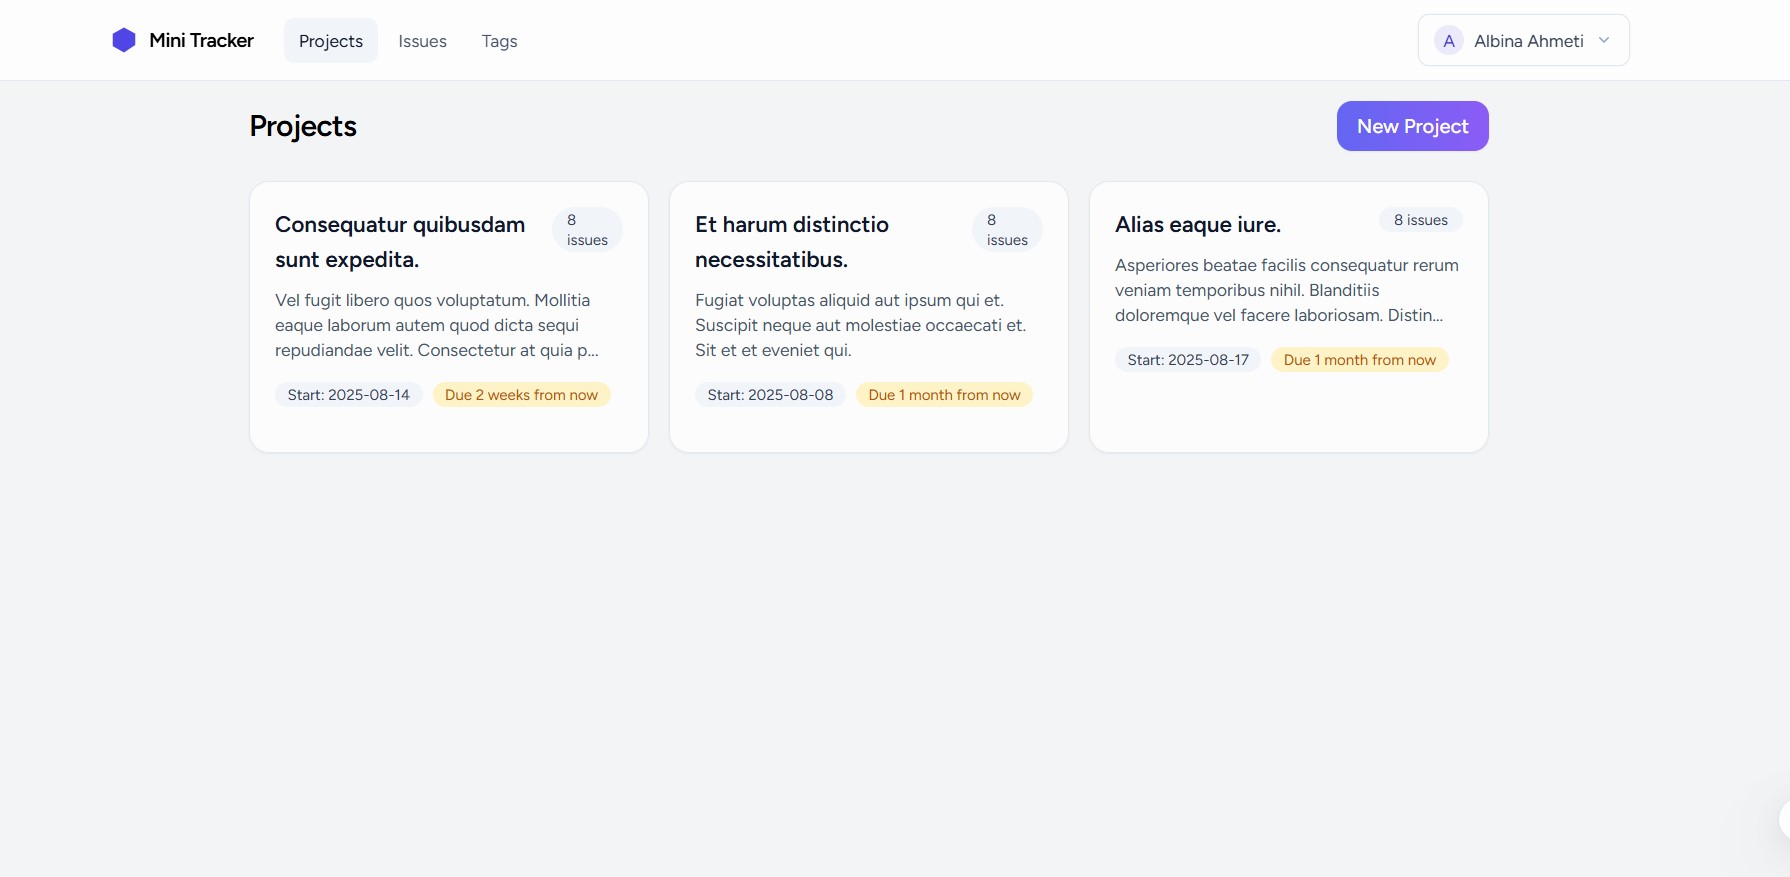 Mini Tracker
Projects
Issues
Tags
A
Albina Ahmeti
Projects
New Project
Consequatur quibusdam
sunt expedita.
8
issues
Vel fugit libero quos voluptatum. Mollitia
eaque laborum autem quod dicta sequi
repudiandae velit. Consectetur at quia p...
Start: 2025-08-14
Due 2 weeks from now
Et harum distinctio
necessitatibus.
8
issues
Fugiat voluptas aliquid aut ipsum qui et.
Suscipit neque aut molestiae occaecati et.
Sit et et eveniet qui.
Start: 2025-08-08
Due 1 month from now
Alias eaque iure.
8 issues
Asperiores beatae facilis consequatur rerum
veniam temporibus nihil. Blanditiis
doloremque vel facere laboriosam. Distin...
Start: 2025-08-17
Due 1 month from now